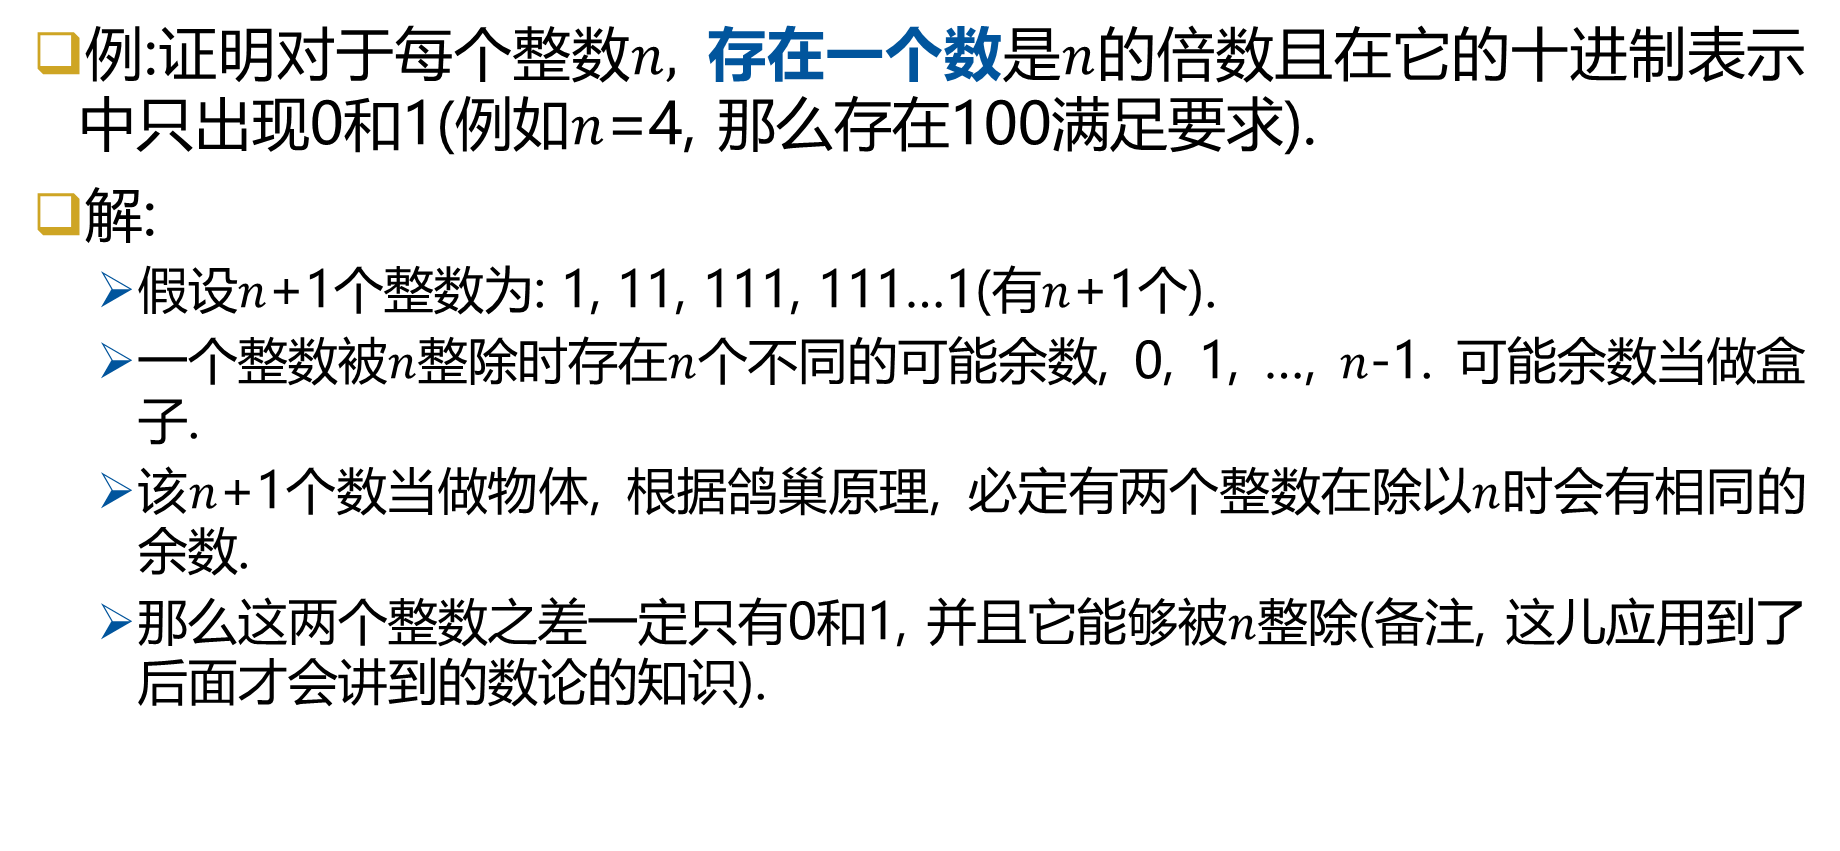 例:证明对于每个整数n, 存在一个数是n的倍数且在它的十进制表示
中只出现0和1(例如n=4, 那么存在100满足要求).
解:
假设n+1个整数为: 1, 11, 111, 111…1(有n+1个).
一个整数被n整除时存在n个不同的可能余数, 0, 1, …, n-1. 可能余数当做盒
子.
该n+1个数当做物体, 根据鸽巢原理, 必定有两个整数在除以n时会有相同的
余数.
那么这两个整数之差一定只有0和1, 并且它能够被n整除(备注, 这儿应用到了
后面才会讲到的数论的知识).